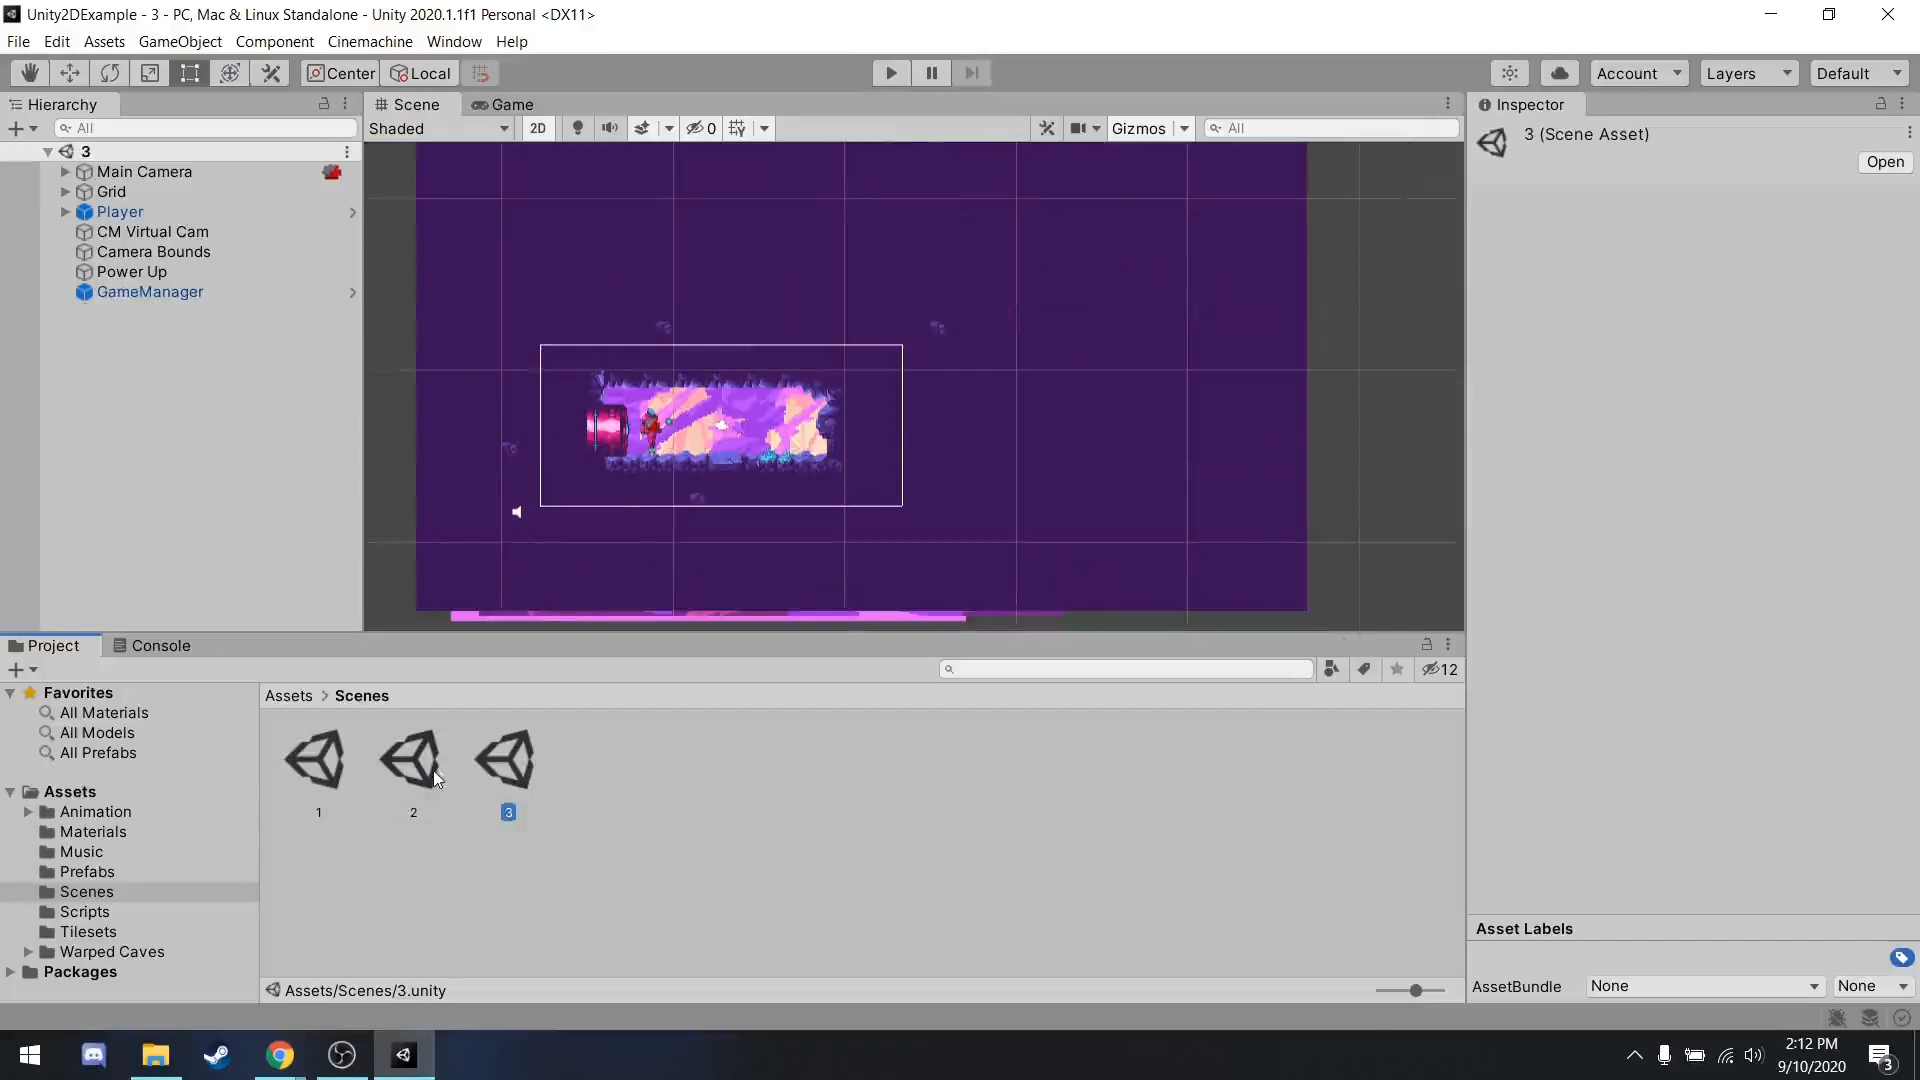 Unity2DExample - 3 - PC, Mac & Linux Standalone - Unity 2020.1.1f1 Personal <DX11>
File Edit Assets GameObject Component Cinemachine Window Help
Center Local Account Layers Default
Hierarchy
All
3
Main Camera
Grid
Player
CM Virtual Cam
Camera Bounds
Power Up
GameManager
Scene Game
Shaded 2D 0 Gizmos All
Inspector
3 (Scene Asset)
Open
Project Console
12
Favorites
All Materials
All Models
All Prefabs
Assets
Animation
Materials
Music
Prefabs
Scenes
Scripts
Tilesets
Warped Caves
Packages
Assets > Scenes
1 2 3
Assets/Scenes/3.unity
Asset Labels
AssetBundle None None
2:12 PM
9/10/2020
3